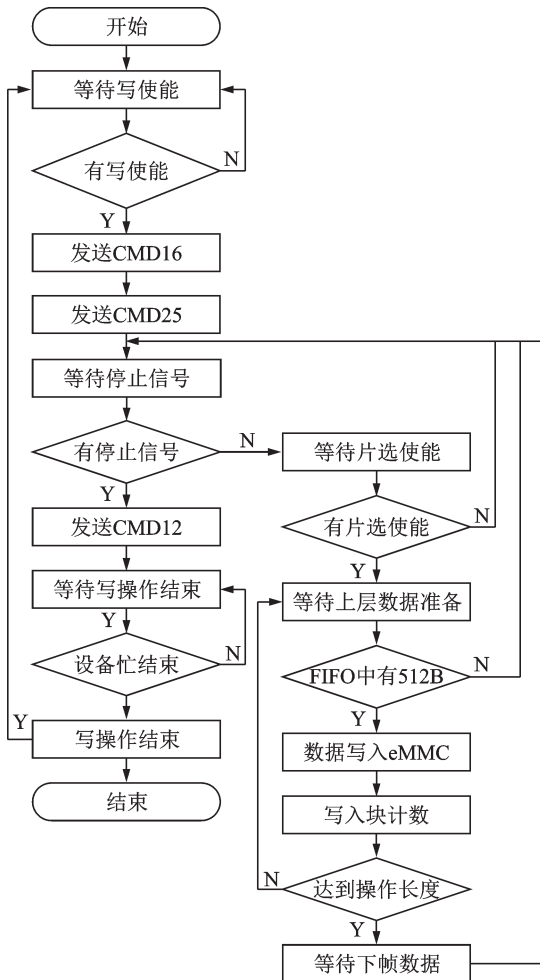 开始
等待写使能
有写使能
N
Y
发送CMD16
发送CMD25
等待停止信号
有停止信号
N
Y
发送CMD12
等待写操作结束
Y
设备忙结束
N
Y
写操作结束
结束
等待片选使能
有片选使能
N
Y
等待上层数据准备
FIFO中有512B
N
Y
数据写入eMMC
写入块计数
N
达到操作长度
Y
等待下帧数据